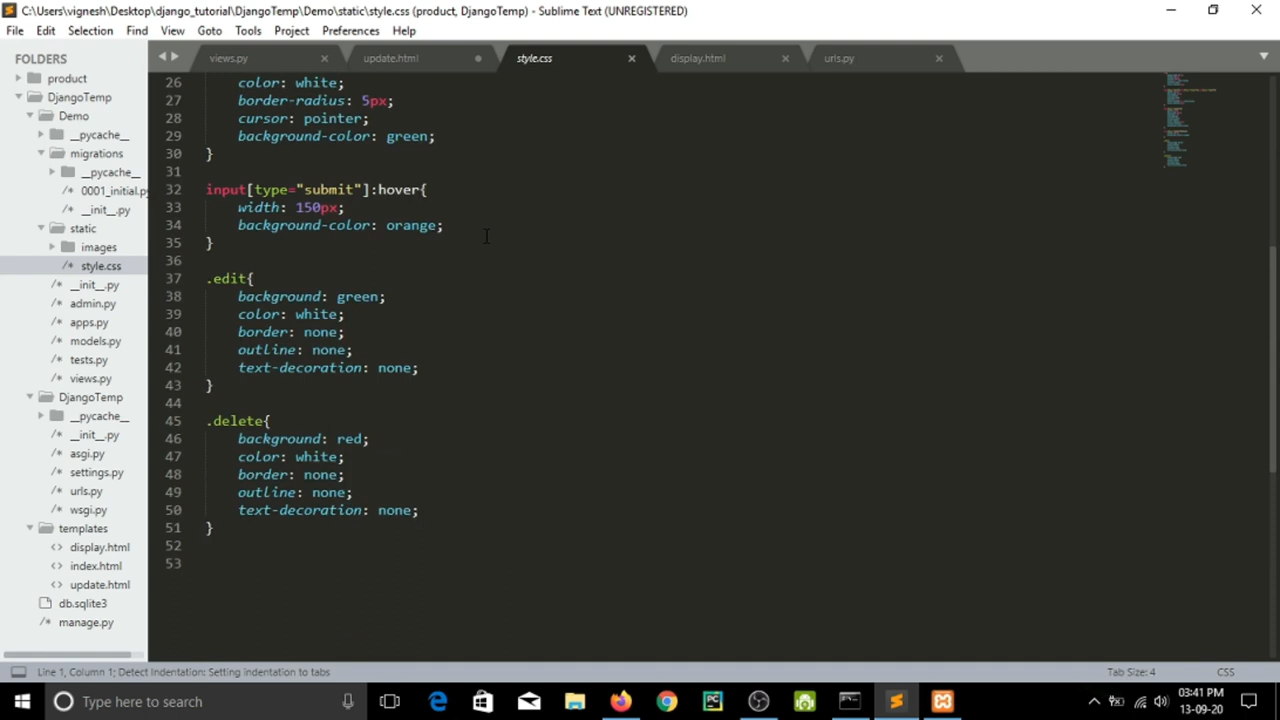 C:\Users\vignesh\Desktop\django_tutorial\DjangoTemp\Demo\static\style.css (product, DjangoTemp) - Sublime Text (UNREGISTERED)
File Edit Selection Find View Goto Tools Project Preferences Help
FOLDERS
product
DjangoTemp
Demo
__pycache__
migrations
__pycache__
/* 0001_initial.py
/* __init__.py
static
images
/* style.css
/* __init__.py
/* admin.py
/* apps.py
/* models.py
/* tests.py
/* views.py
DjangoTemp
__pycache__
/* __init__.py
/* asgi.py
/* settings.py
/* urls.py
/* wsgi.py
templates
<> display.html
<> index.html
<> update.html
db.sqlite3
/* manage.py
views.py update.html style.css display.html urls.py
26 color: white;
27 border-radius: 5px;
28 cursor: pointer;
29 background-color: green;
30 }
31
32 input[type="submit"]:hover{
33 width: 150px;
34 background-color: orange;
35 }
36
37 .edit{
38 background: green;
39 color: white;
40 border: none;
41 outline: none;
42 text-decoration: none;
43 }
44
45 .delete{
46 background: red;
47 color: white;
48 border: none;
49 outline: none;
50 text-decoration: none;
51 }
52
53
Line 1, Column 1; Detect Indentation: Setting indentation to tabs
Tab Size: 4 CSS
Type here to search
03:41 PM
13-09-20